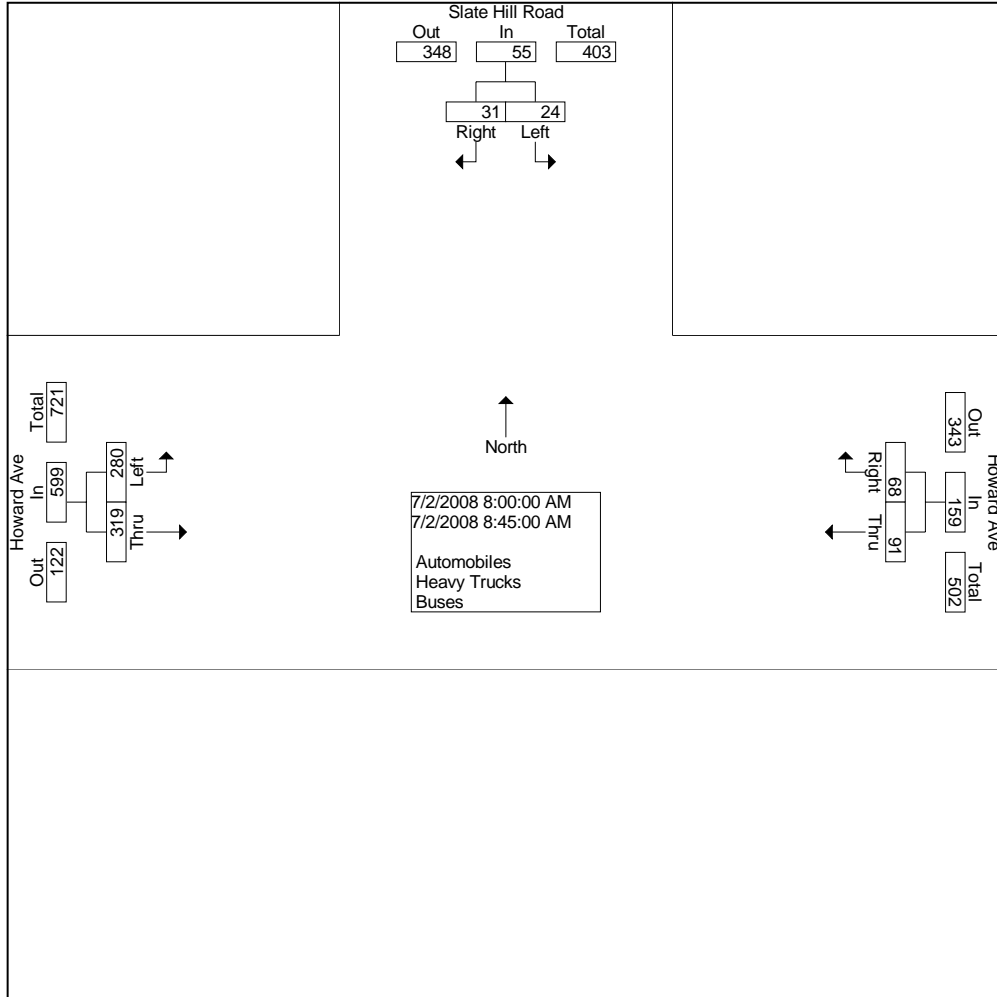 Slate Hill Road
Out In Total
348 55 403
31 24
Right Left
Howard Ave
Total In Out
721 599 122
280 319
Left Thru
North
7/2/2008 8:00:00 AM
7/2/2008 8:45:00 AM
Automobiles
Heavy Trucks
Buses
Howard Ave
Out In Total
343 159 502
68 91
Right Thru